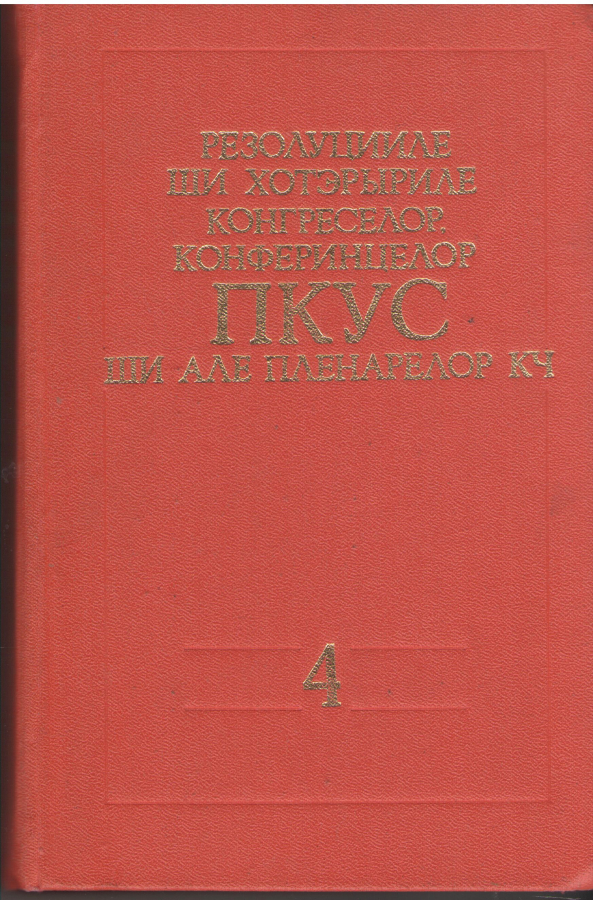 РЕЗОЛУЦИИЛЕ
ШИ ХОТЭРЫРИЛЕ
КОНГРЕСЕЛОР,
КОНФЕРИНЦЕЛОР
ПКУС
ШИ АЛЕ ПЛЕНАРЕЛОР КЧ
4